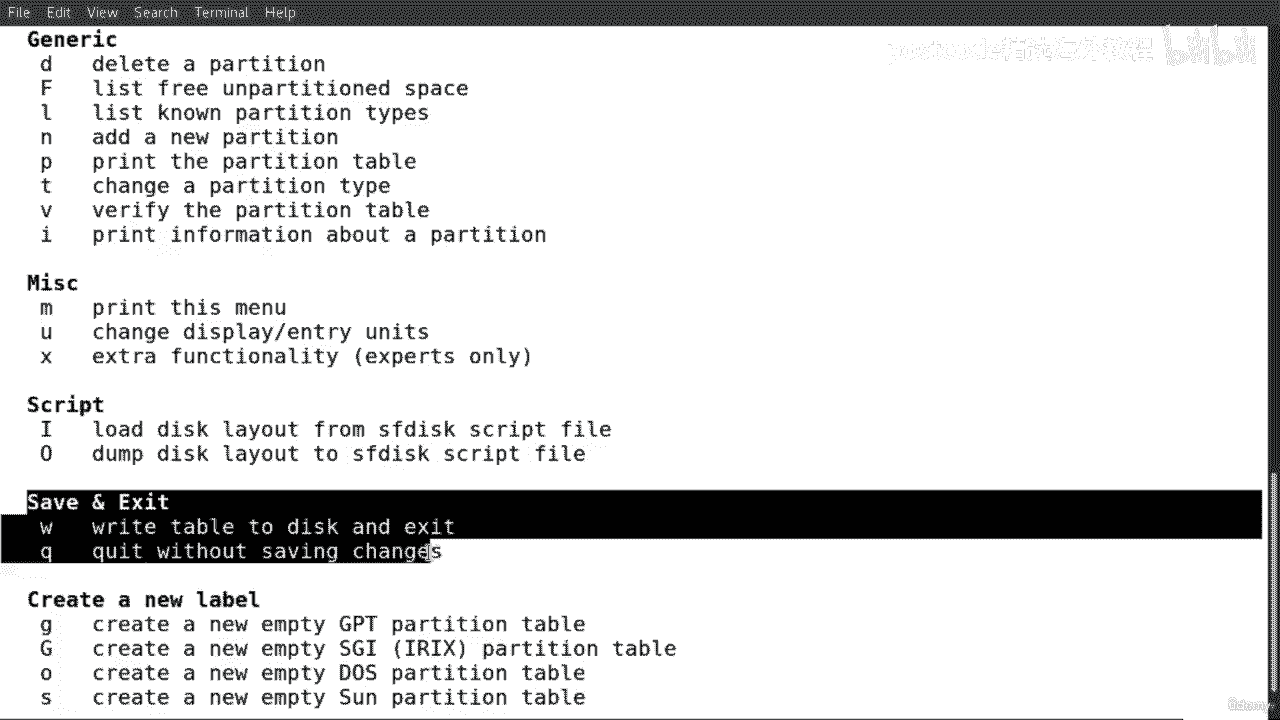 File Edit View Search Terminal Help
Generic
d delete a partition
F list free unpartitioned space
l list known partition types
n add a new partition
p print the partition table
t change a partition type
v verify the partition table
i print information about a partition
Misc
m print this menu
u change display/entry units
x extra functionality (experts only)
Script
I load disk layout from sfdisk script file
O dump disk layout to sfdisk script file
Save & Exit
w write table to disk and exit
q quit without saving changes
Create a new label
g create a new empty GPT partition table
G create a new empty SGI (IRIX) partition table
o create a new empty DOS partition table
s create a new empty Sun partition table
bilibili